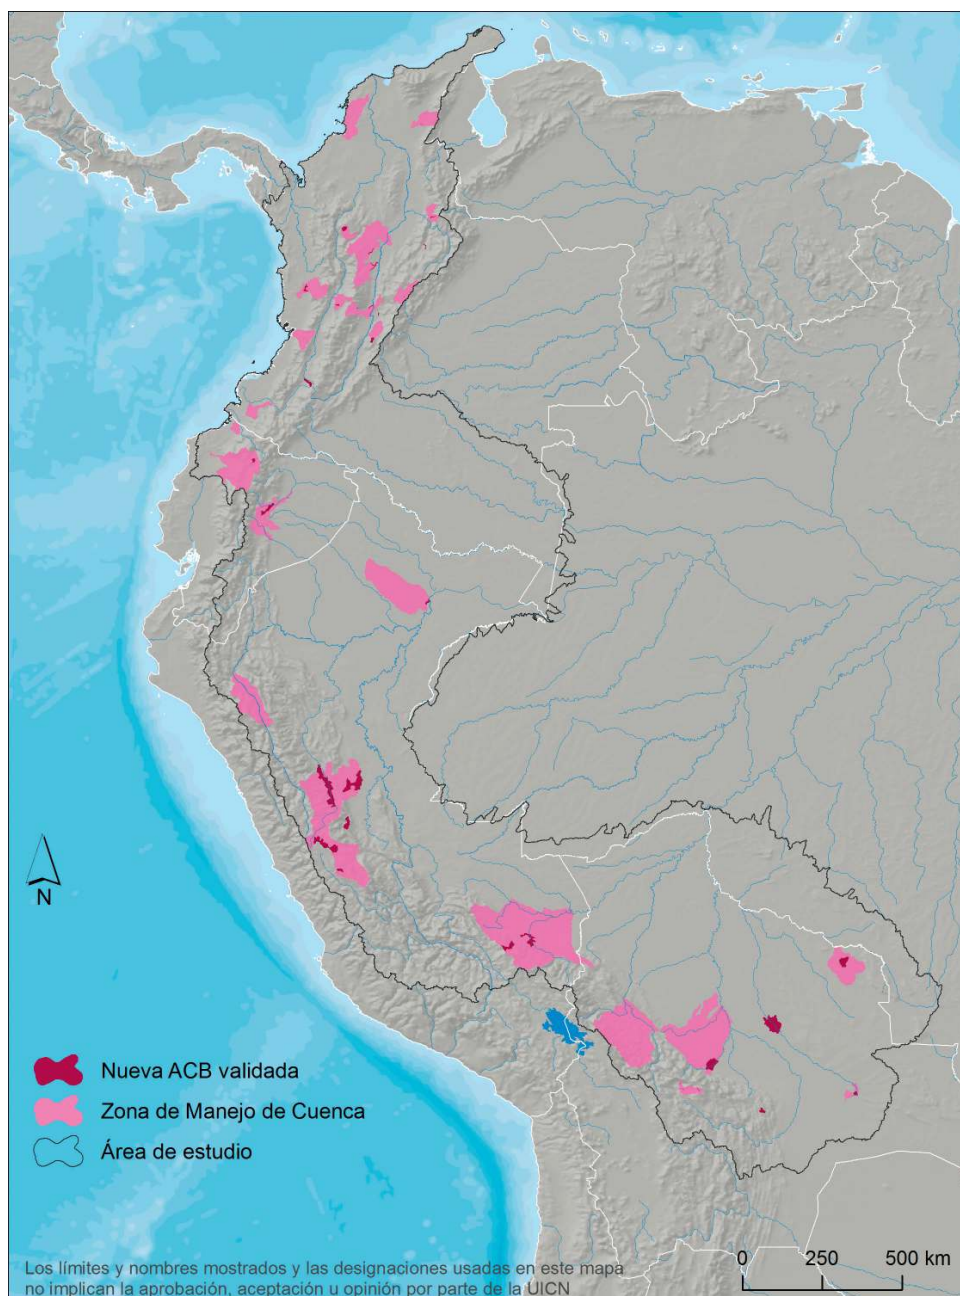 N
Nueva ACB validada
Zona de Manejo de Cuenca
Área de estudio
0 250 500 km
Los límites y nombres mostrados y las designaciones usadas en este mapa
no implican la aprobación, aceptación u opinión por parte de la UICN